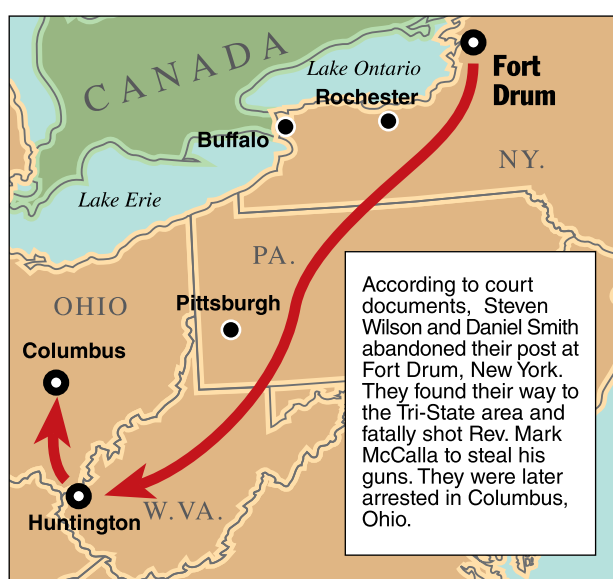 CANADA
Lake Ontario
Fort
Drum
Rochester
Buffalo
NY.
Lake Erie
PA.
OHIO
Pittsburgh
Columbus
According to court
documents, Steven
Wilson and Daniel Smith
abandoned their post at
Fort Drum, New York.
They found their way to
the Tri-State area and
fatally shot Rev. Mark
McCalla to steal his
guns. They were later
arrested in Columbus,
Ohio.
W.VA.
Huntington